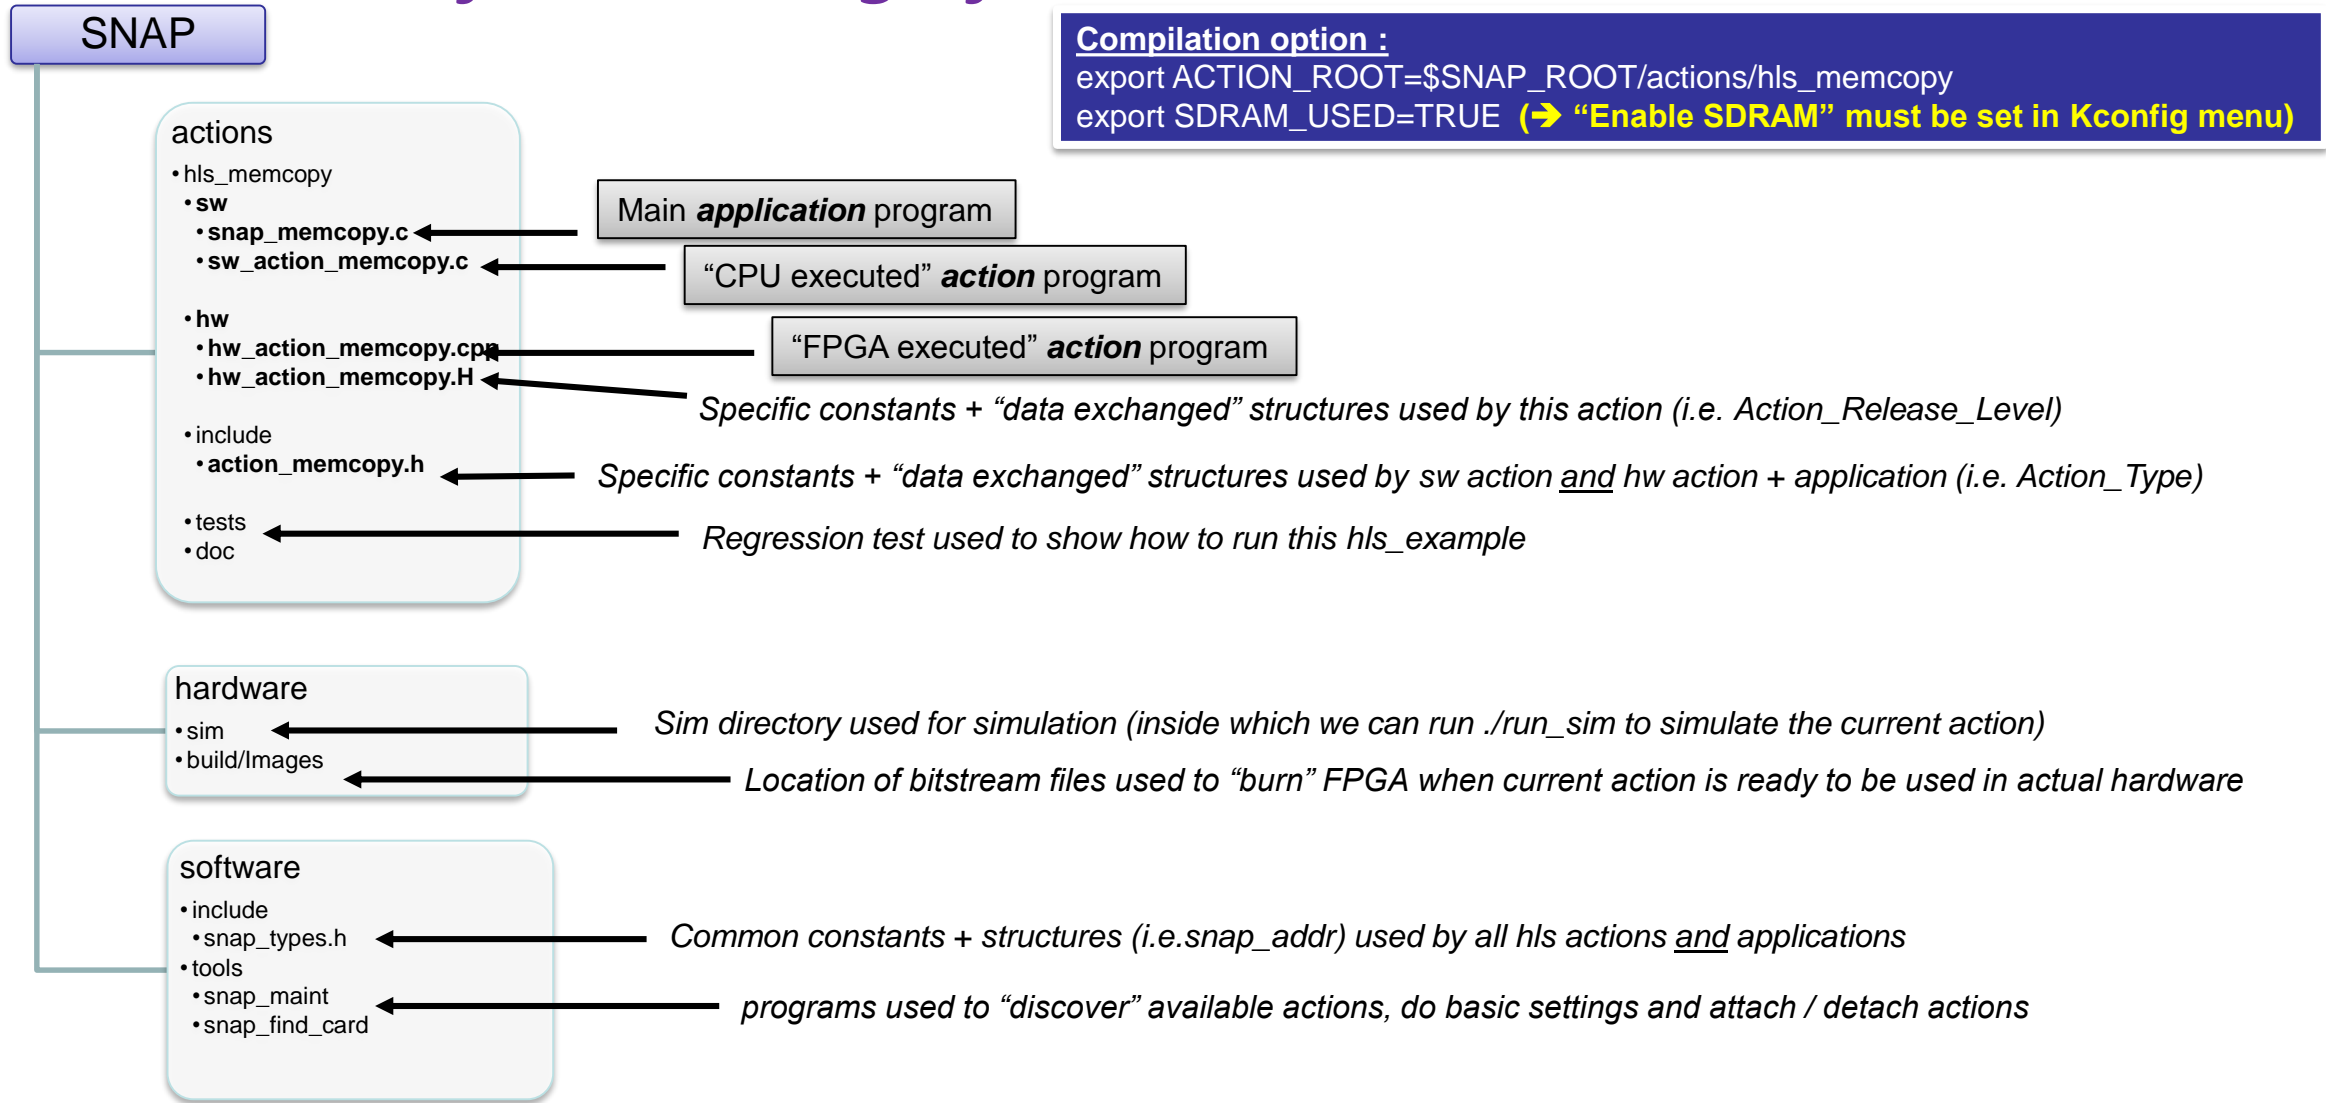 SNAP
Compilation option :
export ACTION_ROOT=$SNAP_ROOT/actions/hls_memcopy
export SDRAM_USED=TRUE (➔ “Enable SDRAM” must be set in Kconfig menu)
actions
• hls_memcopy
• sw
• snap_memcopy.c
• sw_action_memcopy.c
• hw
• hw_action_memcopy.cpp
• hw_action_memcopy.H
• include
• action_memcopy.h
• tests
• doc
Main application program
“CPU executed” action program
“FPGA executed” action program
Specific constants + “data exchanged” structures used by this action (i.e. Action_Release_Level)
Specific constants + “data exchanged” structures used by sw action and hw action + application (i.e. Action_Type)
Regression test used to show how to run this hls_example
hardware
• sim
• build/Images
Sim directory used for simulation (inside which we can run ./run_sim to simulate the current action)
Location of bitstream files used to “burn” FPGA when current action is ready to be used in actual hardware
software
• include
• snap_types.h
• tools
• snap_maint
• snap_find_card
Common constants + structures (i.e.snap_addr) used by all hls actions and applications
programs used to “discover” available actions, do basic settings and attach / detach actions